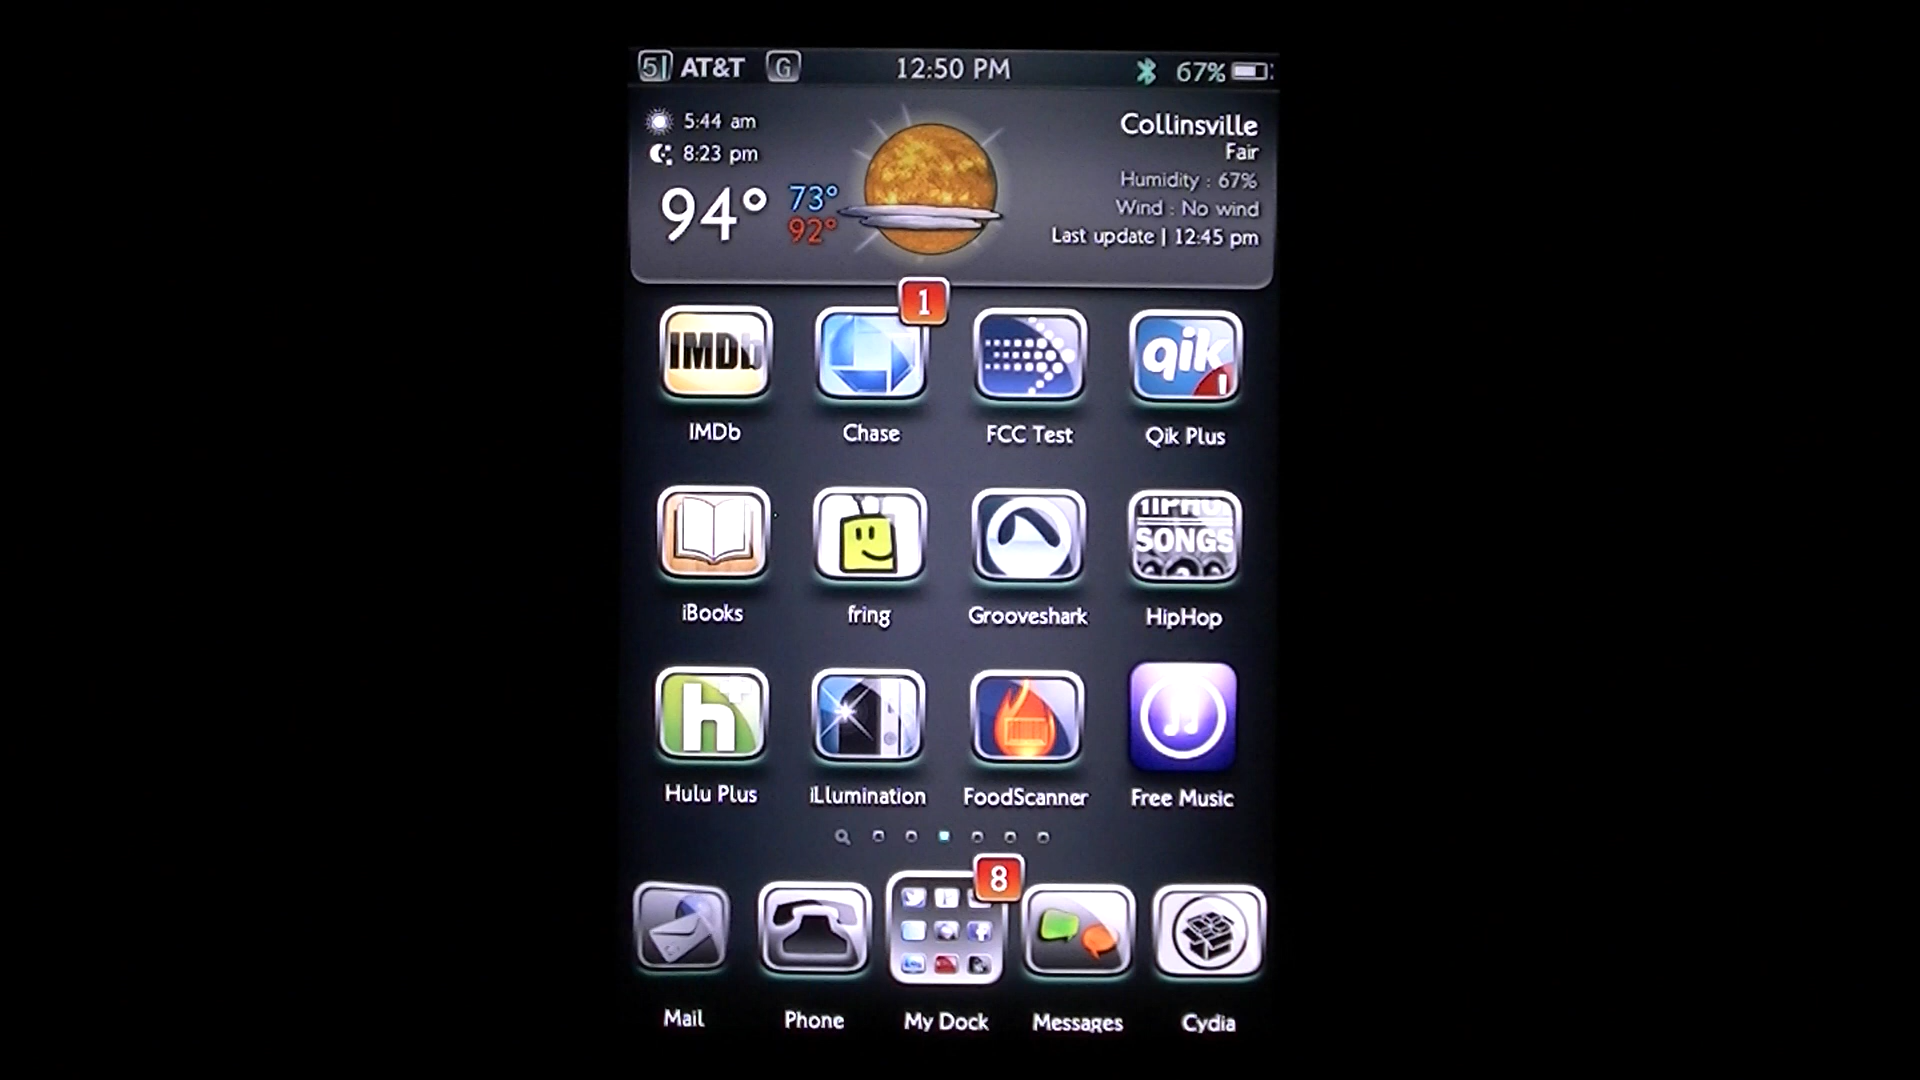 51 AT&T G 12:50 PM 67%
5:44 am
8:23 pm
94° 73°
92°
Collinsville
Fair
Humidity : 67%
Wind : No wind
Last update | 12:45 pm
1
IMDb
qik
IMDb Chase FCC Test Qik Plus
SONGS
iBooks fring Grooveshark HipHop
h
Hulu Plus iLlumination FoodScanner Free Music
8
Mail Phone My Dock Messages Cydia